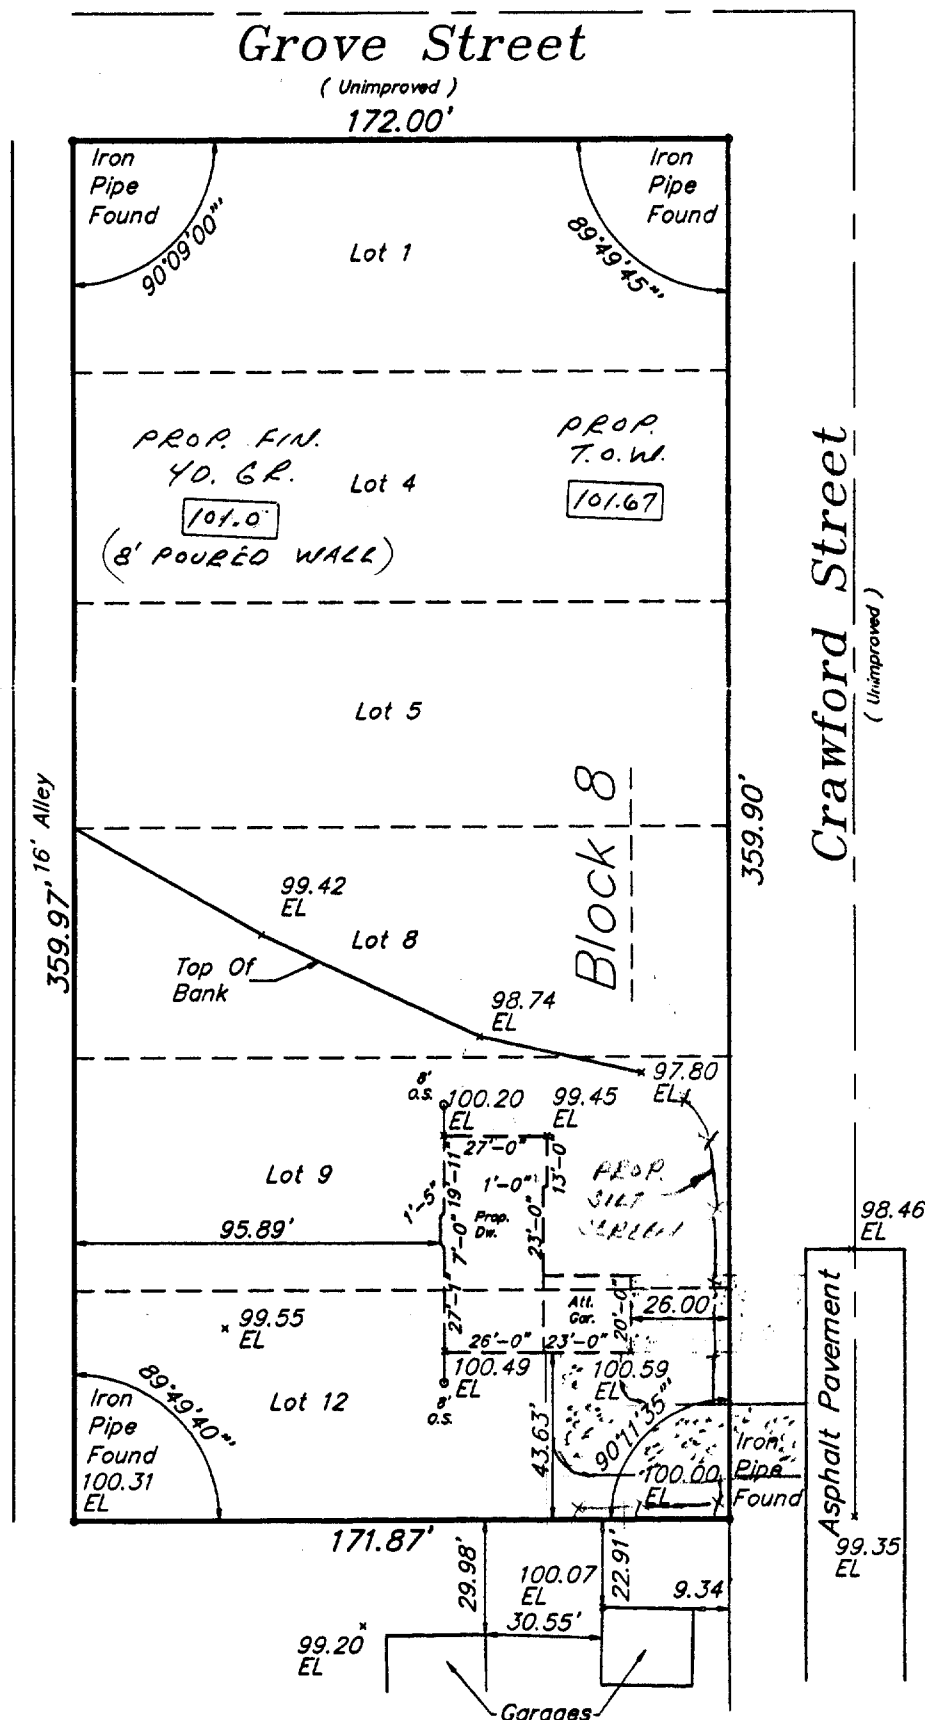 Grove Street
( Unimproved )
172.00'
Iron
Pipe
Found
Iron
Pipe
Found
90°09'00"'
89°49'45"'
Lot 1
PROP. FIN.
YD. GR.
101.0
(8' POURED WALL)
Lot 4
PROP.
T.O.W.
101.67
Crawford Street
( Unimproved )
Lot 5
Block 8
16' Alley
359.97'
359.90'
99.42
EL
Lot 8
Top Of
Bank
98.74
EL
97.80
EL
8'
o.s.
100.20
EL
99.45
EL
27'-0"
13'-0
19'-11"
1'-0"
1'-5"
Lot 9
Prop.
Dw.
7'-0"
23'-0"
PROP.
SILT
SCREEN
95.89'
98.46
EL
99.55
EL
27'-1"
Att.
Gar.
20'-0"
26.00'
26'-0"
23'-0"
100.49
EL
100.59
EL
8'
o.s.
Lot 12
89°49'40"'
Iron
Pipe
Found
100.31
EL
43.63'
90°11'35"'
100.00
EL
Iron
Pipe
Found
Asphalt Pavement
99.35
EL
171.87'
29.98'
100.07
EL
22.91'
9.34
30.55'
99.20
EL
Garages